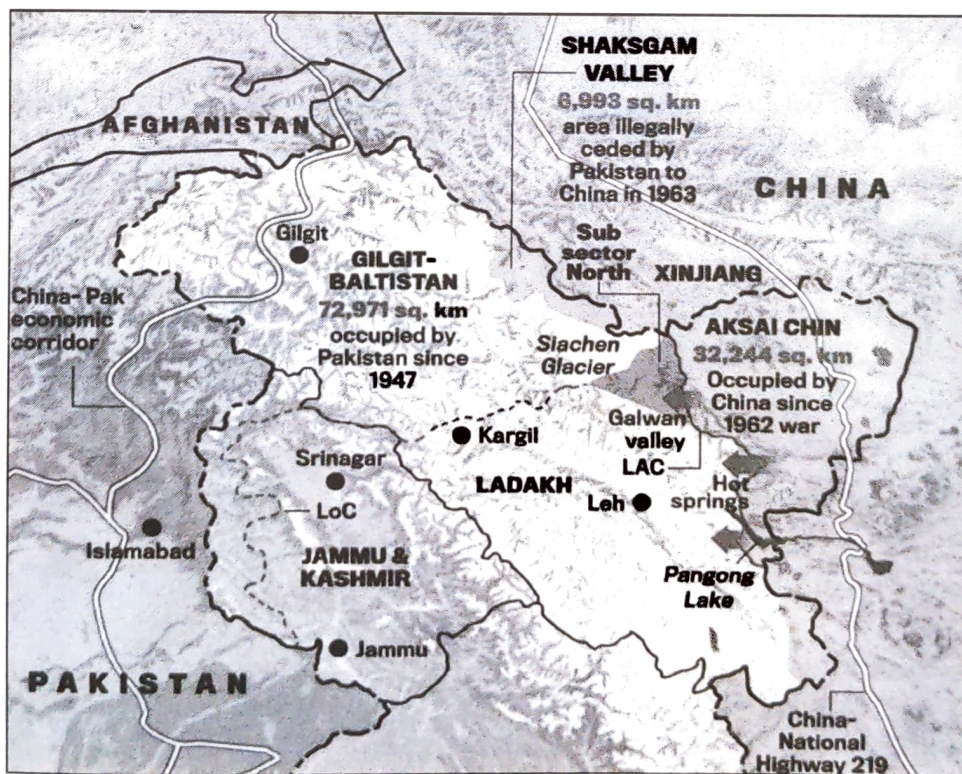 SHAKSGAM
VALLEY
6,993 sq. km
area illegally
ceded by
Pakistan to
China in 1963
AFGHANISTAN
CHINA
Gilgit
GILGIT-
BALTISTAN
72,971 sq. km
occupied by
Pakistan since
1947
Sub
sector
North
XINJIANG
China- Pak
economic
corridor
AKSAI CHIN
32,244 sq. km
Occupied by
China since
1962 war
Siachen
Glacier
Galwan
valley
LAC
Kargil
Srinagar
LADAKH
Hot
springs
Leh
LoC
Islamabad
JAMMU &
KASHMIR
Pangong
Lake
Jammu
PAKISTAN
China-
National
Highway 219